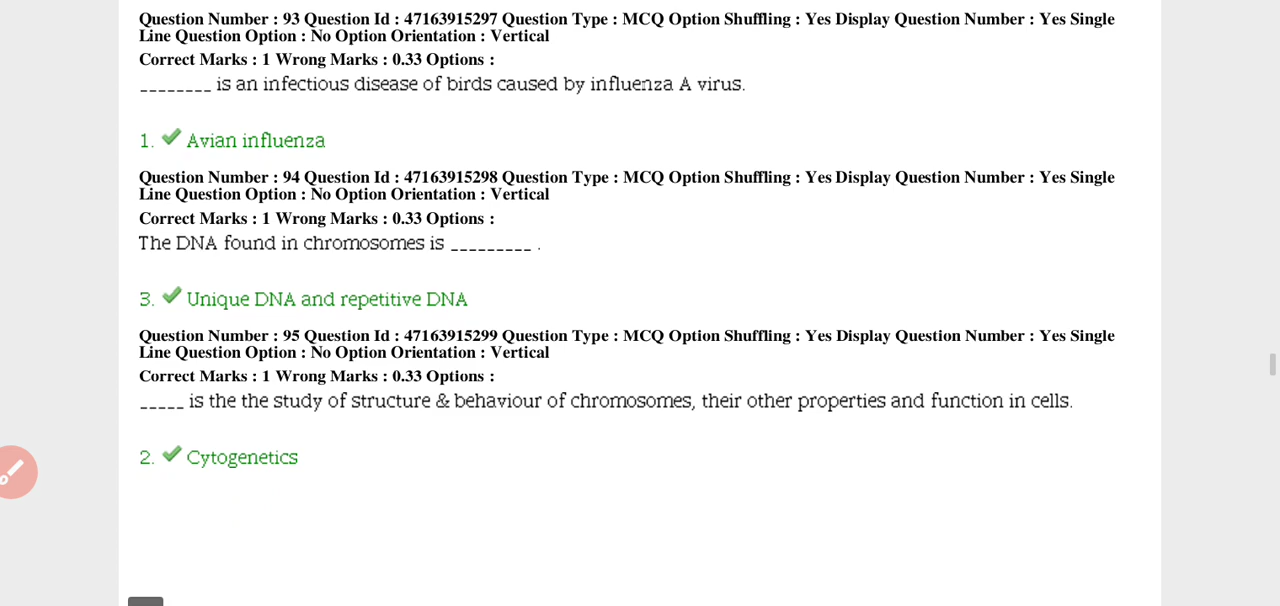 Question Number : 93 Question Id : 47163915297 Question Type : MCQ Option Shuffling : Yes Display Question Number : Yes Single
Line Question Option : No Option Orientation : Vertical
Correct Marks : 1 Wrong Marks : 0.33 Options :
________ is an infectious disease of birds caused by influenza A virus.
1. ✔ Avian influenza
Question Number : 94 Question Id : 47163915298 Question Type : MCQ Option Shuffling : Yes Display Question Number : Yes Single
Line Question Option : No Option Orientation : Vertical
Correct Marks : 1 Wrong Marks : 0.33 Options :
The DNA found in chromosomes is _________ .
3. ✔ Unique DNA and repetitive DNA
Question Number : 95 Question Id : 47163915299 Question Type : MCQ Option Shuffling : Yes Display Question Number : Yes Single
Line Question Option : No Option Orientation : Vertical
Correct Marks : 1 Wrong Marks : 0.33 Options :
_____ is the the study of structure & behaviour of chromosomes, their other properties and function in cells.
2. ✔ Cytogenetics